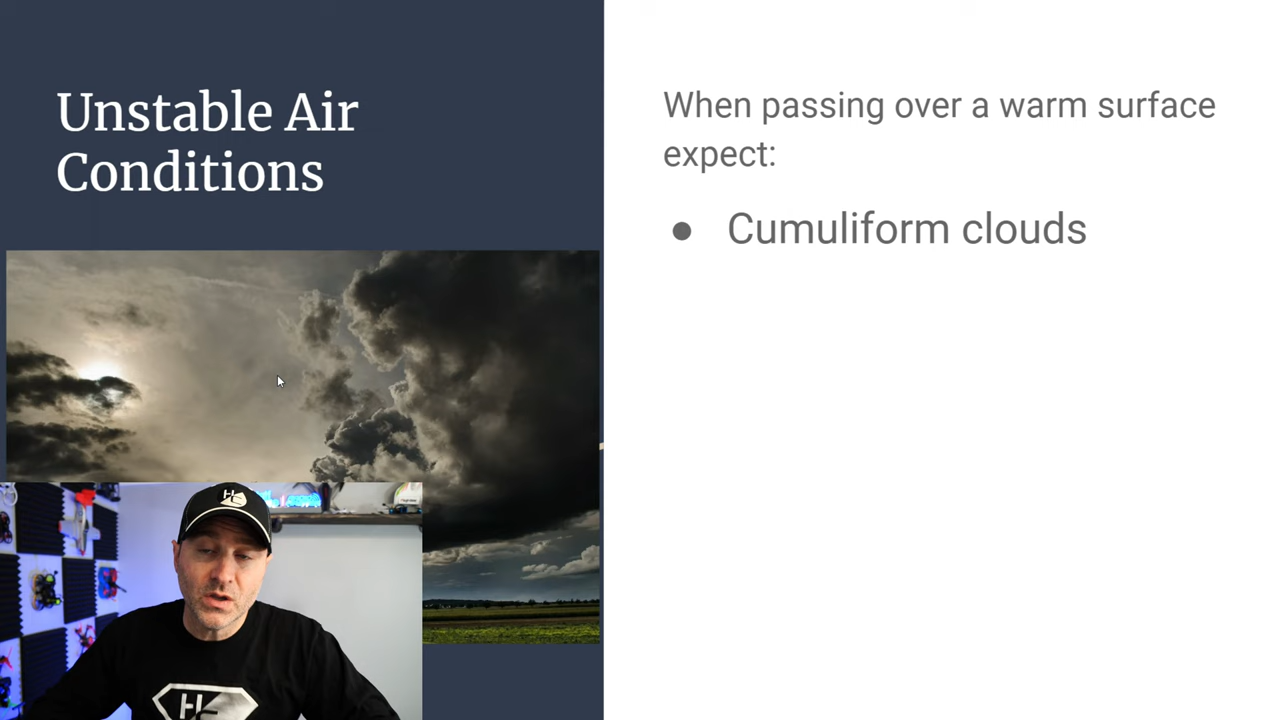 Unstable Air
Conditions
When passing over a warm surface
expect:
● Cumuliform clouds